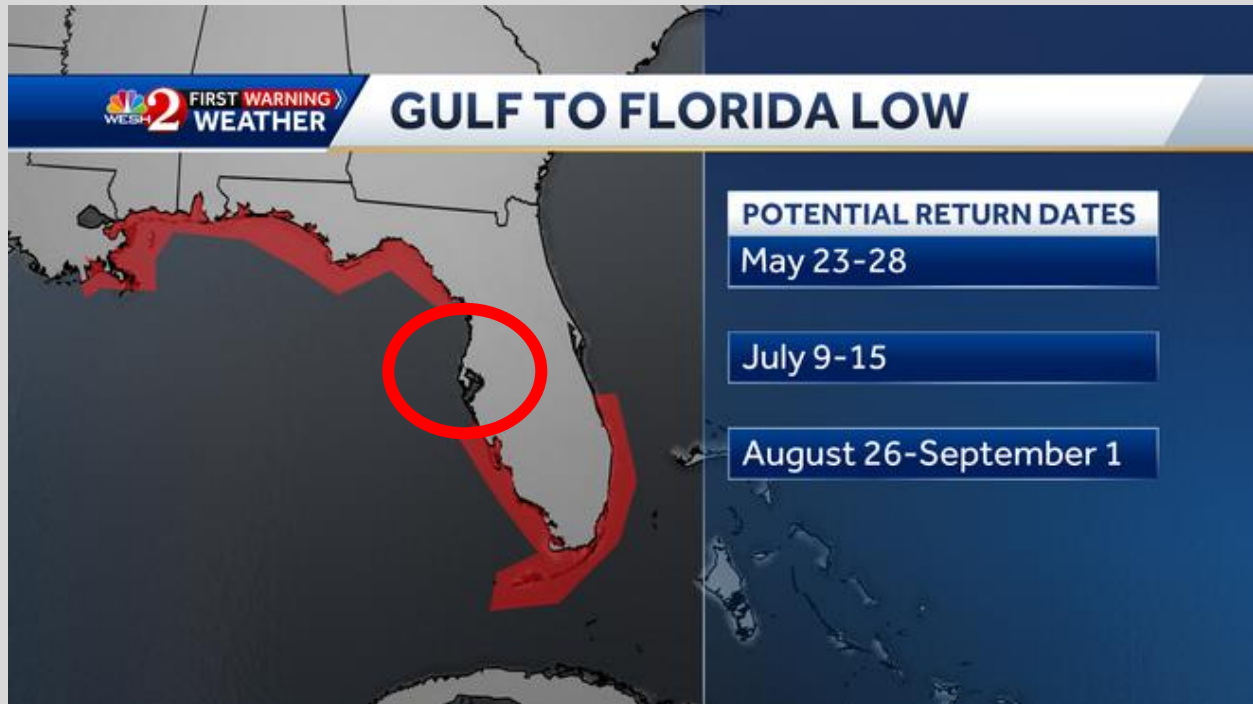 WESH 2 FIRST WARNING
WEATHER
GULF TO FLORIDA LOW
POTENTIAL RETURN DATES
May 23-28
July 9-15
August 26-September 1